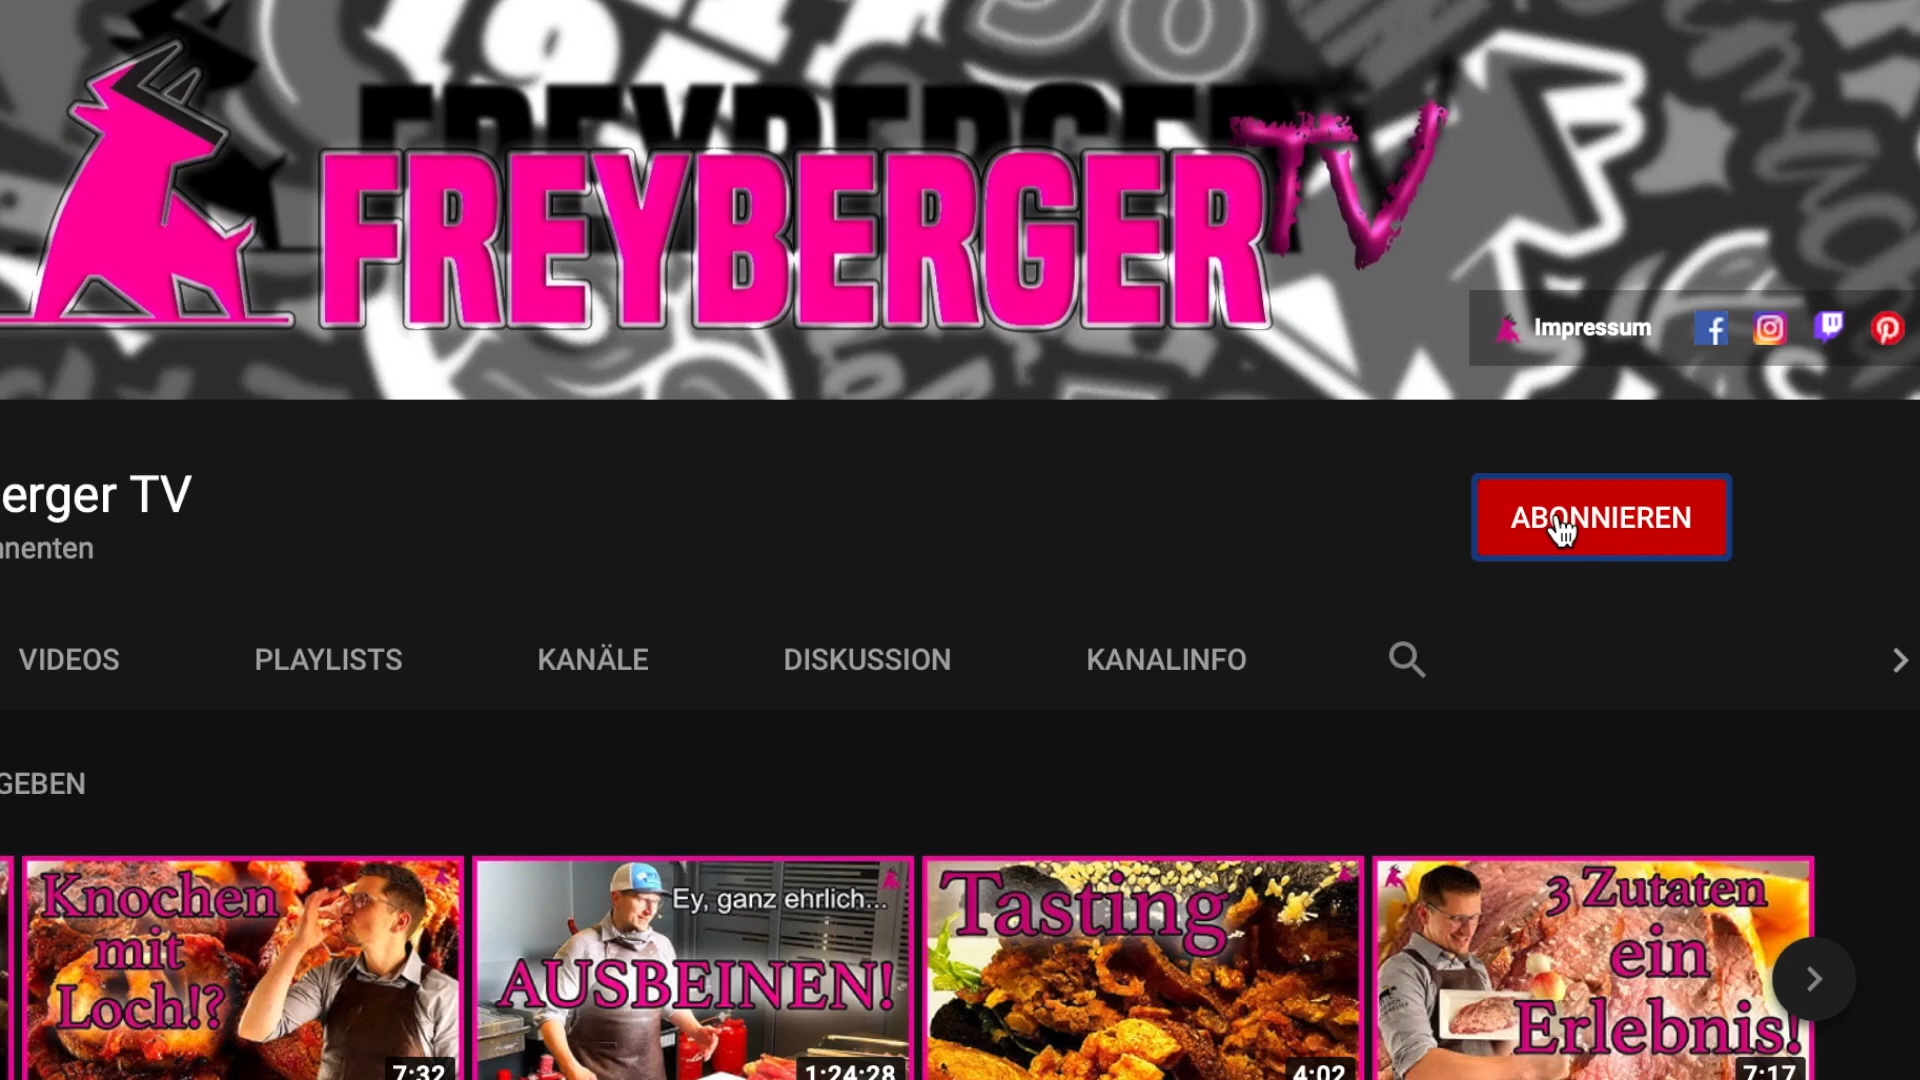 FREYBERGER TV
Impressum
erger TV
nnenten
ABONNIEREN
VIDEOS
PLAYLISTS
KANÄLE
DISKUSSION
KANALINFO
GEBEN
Knochen
mit
Loch!?
7:32
Ey, ganz ehrlich...
AUSBEINEN!
1:24:28
Tasting
4:02
3 Zutaten
ein
Erlebnis!
7:17